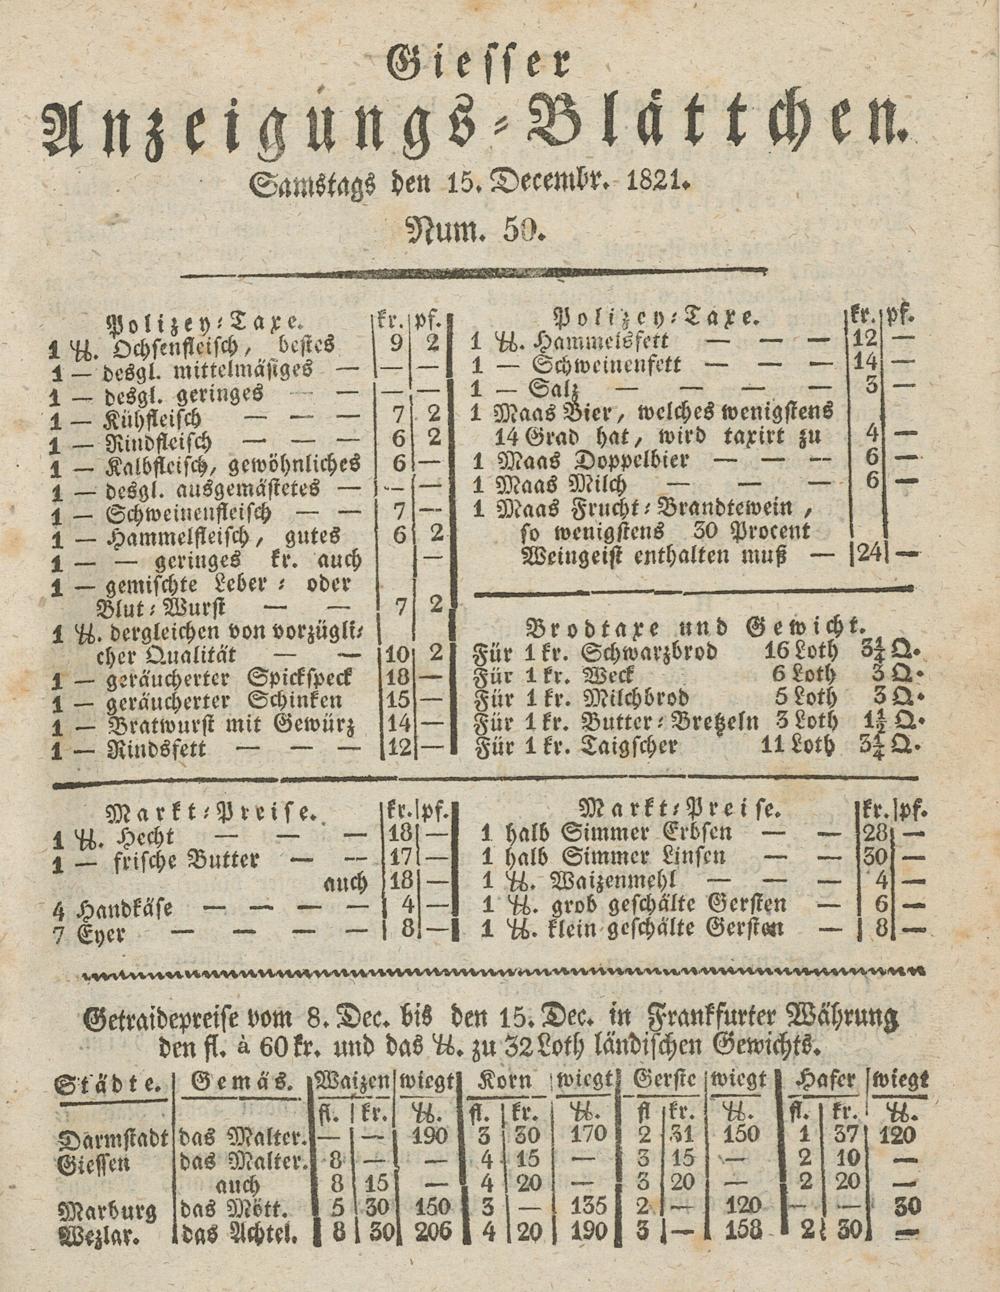 Giesser
Anzeigungs-Blättchen.
Samstags den 15. Decembr. 1821.
Num. 50.
Polizey-Taxe. kr. pf.
1 ℔. Ochsenfleisch, bestes 9 2
1 — desgl. mittelmäsiges — — —
1 — desgl. geringes — — — —
1 — Kühfleisch — — — 7 2
1 — Rindfleisch — — — 6 2
1 — Kalbfleisch, gewöhnliches 6 —
1 — desgl. ausgemästetes — — —
1 — Schweinenfleisch — — 7 —
1 — Hammelfleisch, gutes 6 2
1 — — geringes kr. auch —
1 — gemischte Leber- oder
Blut-Wurst — — 7 2
1 ℔. dergleichen von vorzügli-
cher Qualität — — 10 2
1 — geräucherter Spickspeck 18 —
1 — geräucherter Schinken 15 —
1 — Bratwurst mit Gewürz 14 —
1 — Rindsfett — — — 12 —
Polizey-Taxe. kr. pf.
1 ℔. Hammelsfett — — — 12 —
1 — Schweinenfett — — — 14 —
1 — Salz — — — — 3 —
1 Maas Bier, welches wenigstens
14 Grad hat, wird taxirt zu 4 —
1 Maas Doppelbier — — — 6 —
1 Maas Milch — — — 6 —
1 Maas Frucht-Brandtewein,
so wenigstens 30 Procent
Weingeist enthalten muß — 24 —
Brodtaxe und Gewicht.
Für 1 kr. Schwarzbrod 16 Loth 3¼ Q.
Für 1 kr. Weck 6 Loth 3 Q.
Für 1 kr. Milchbrod 5 Loth 3 Q.
Für 1 kr. Butter-Bretzeln 3 Loth 1½ Q.
Für 1 kr. Taigscher 11 Loth 3¼ Q.
Markt-Preise. kr. pf.
1 ℔. Hecht — — — 18 —
1 — frische Butter — — 17 —
auch 18 —
4 Handkäse — — — — 4 —
7 Eyer — — — — 8 —
Markt-Preise. kr. pf.
1 halb Simmer Erbsen — — 28 —
1 halb Simmer Linsen — — 30 —
1 ℔. Waizenmehl — — — 4 —
1 ℔. grob geschälte Gersten — 6 —
1 ℔. klein geschälte Gersten — 8 —
Getraidepreise vom 8. Dec. bis den 15. Dec. in Frankfurter Währung
den fl. à 60 kr. und das ℔. zu 32 Loth ländischen Gewichts.
Städte. Gemäs. Waizen wiegt Korn wiegt Gerste wiegt Hafer wiegt
fl. kr. ℔. fl. kr. ℔. fl kr. ℔. fl. kr. ℔.
Darmstadt das Malter. — — 190 3 30 170 2 31 150 1 37 120
Giessen das Malter. 8 — — 4 15 — 3 15 — 2 10 —
auch 8 15 — 4 20 — 3 20 — 2 20 —
Marburg das Mött. 5 30 150 3 — 135 2 — 120 — — 30
Wezlar. das Achtel. 8 30 206 4 20 190 3 — 158 2 30 —